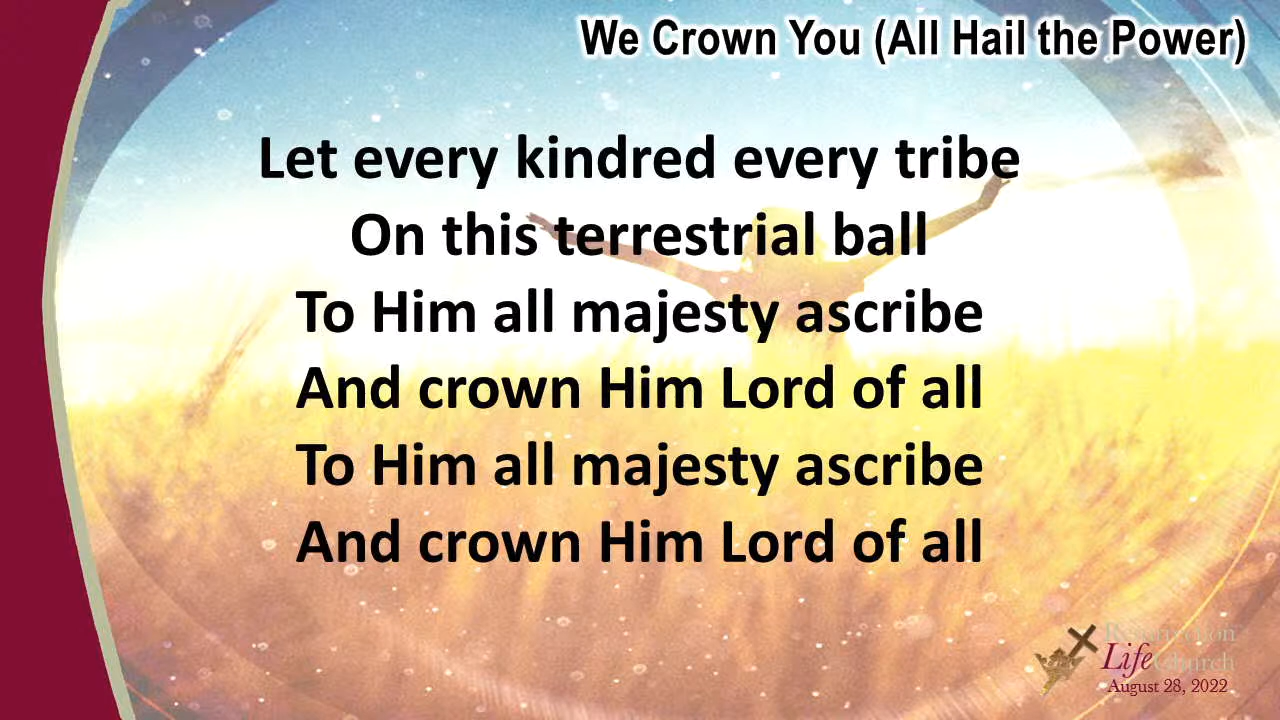 We Crown You (All Hail the Power)
Let every kindred every tribe
On this terrestrial ball
To Him all majesty ascribe
And crown Him Lord of all
To Him all majesty ascribe
And crown Him Lord of all
Resurrection
Life Church
August 28, 2022